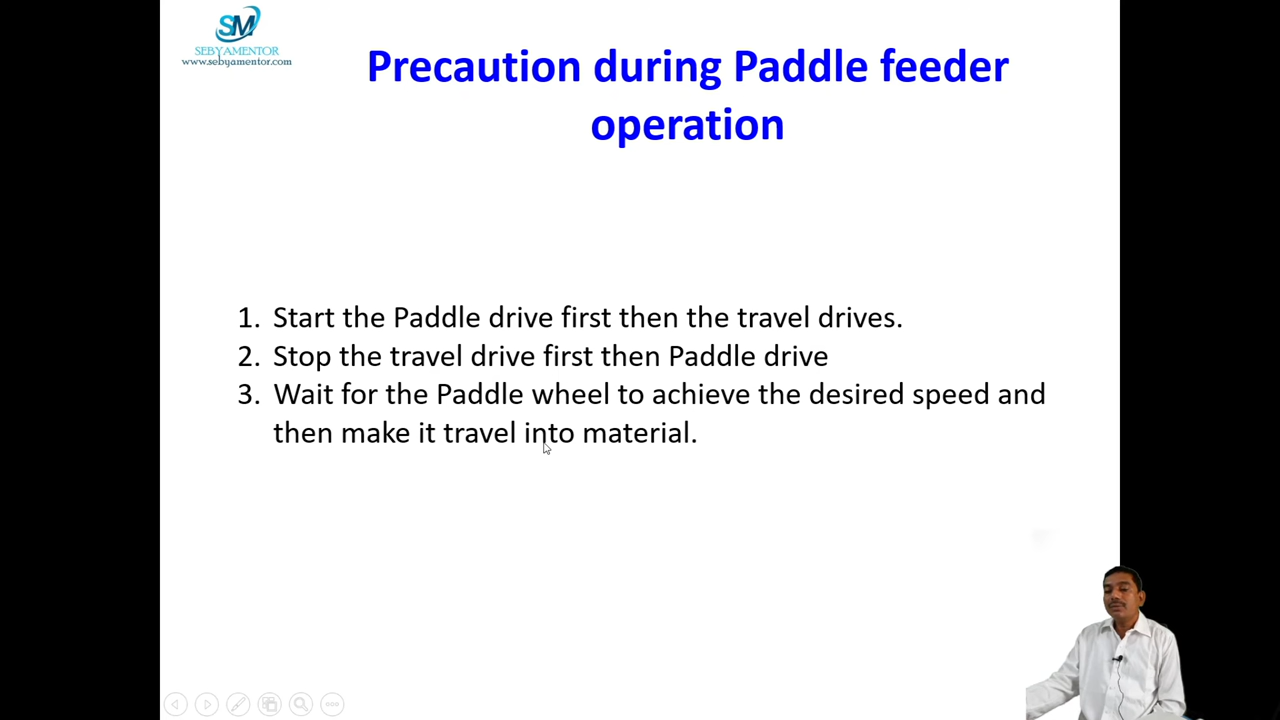 SM
SEBYAMENTOR
www.sebyamentor.com
Precaution during Paddle feeder
operation
1. Start the Paddle drive first then the travel drives.
2. Stop the travel drive first then Paddle drive
3. Wait for the Paddle wheel to achieve the desired speed and
then make it travel into material.